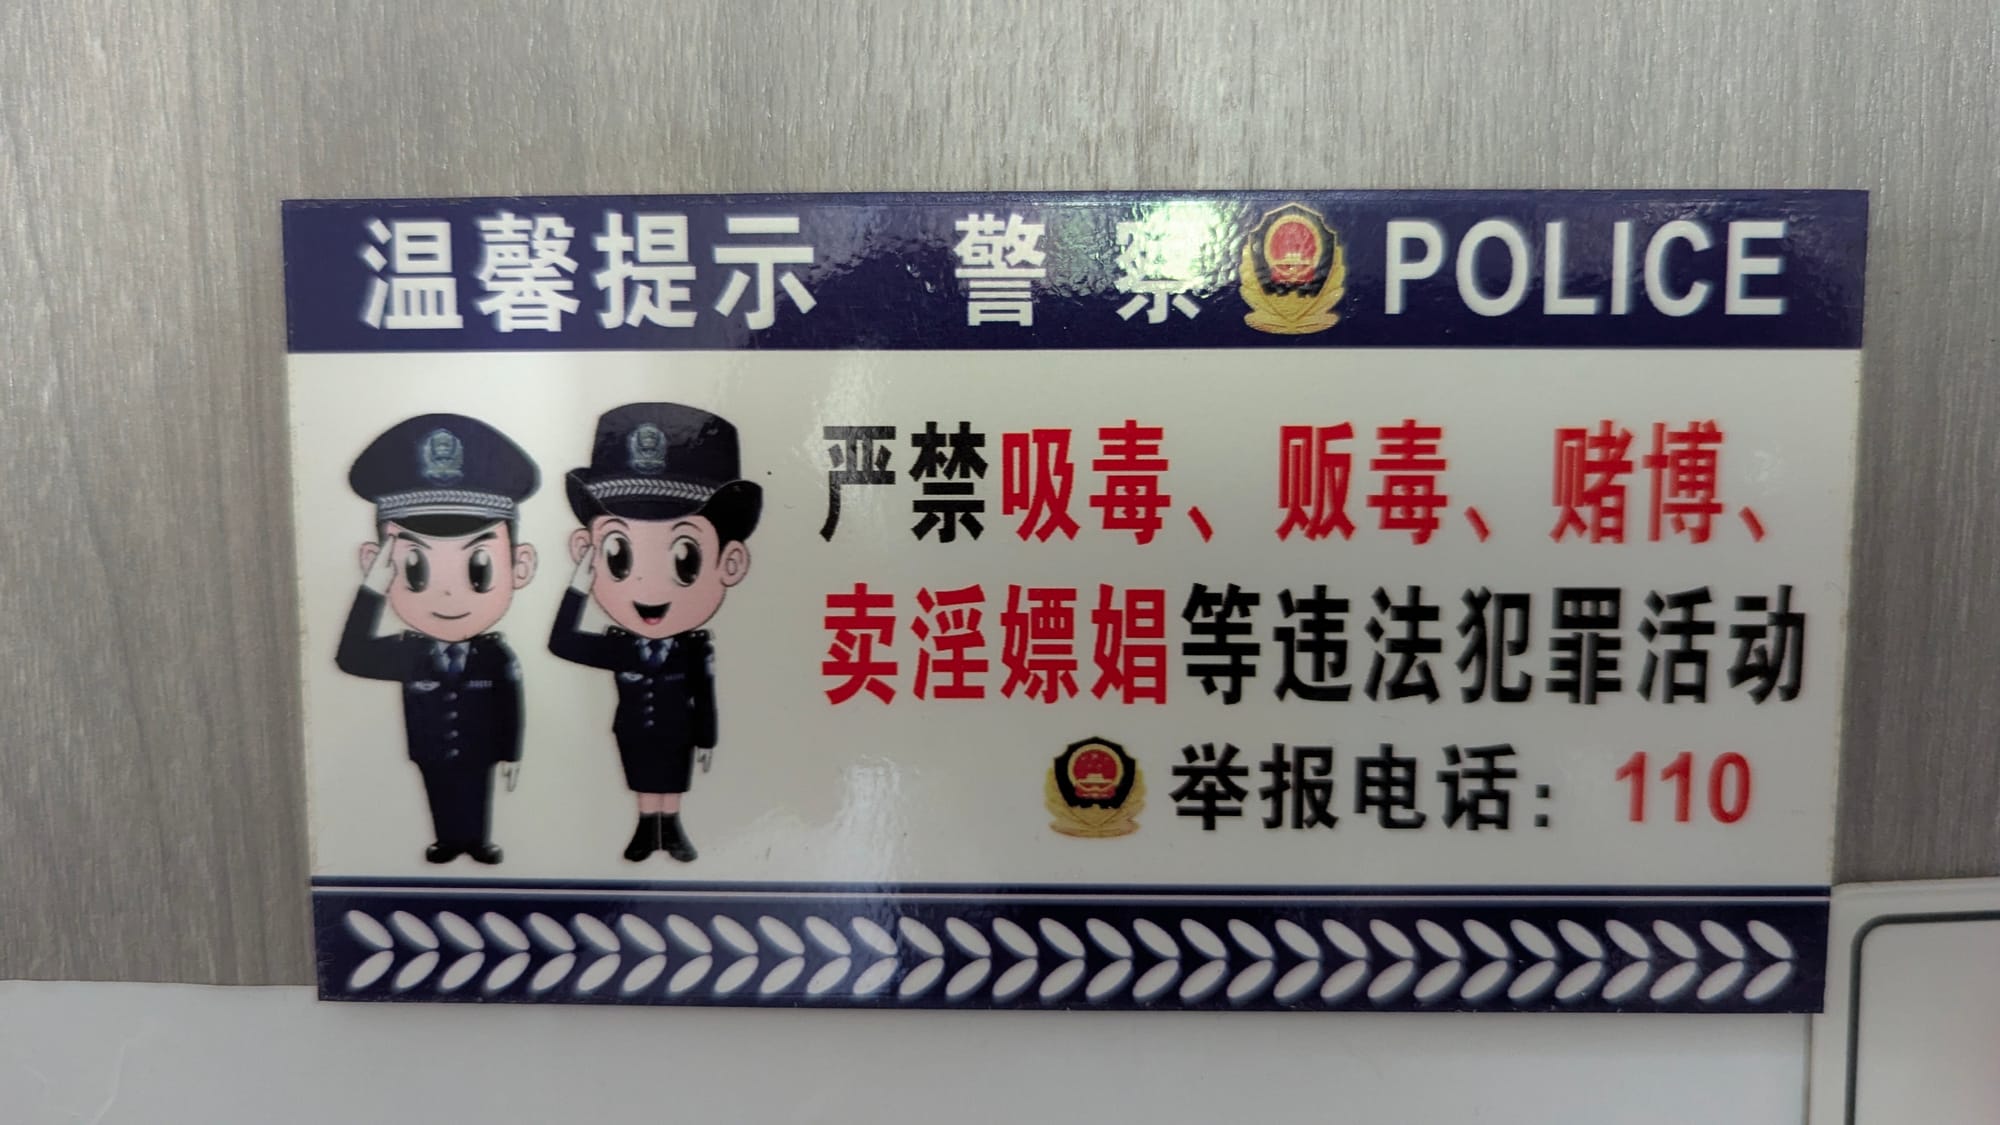 温馨提示 警察 POLICE
严禁吸毒、贩毒、赌博、
卖淫嫖娼等违法犯罪活动
举报电话：110